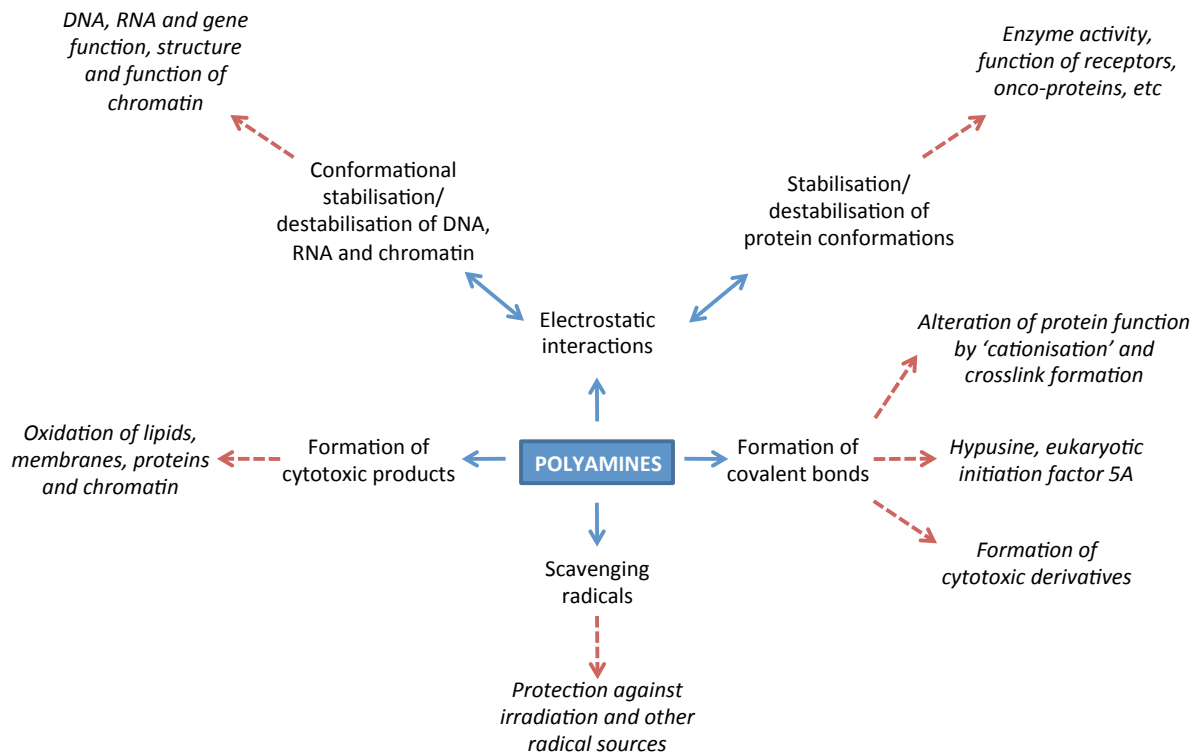 DNA, RNA and gene
function, structure
and function of
chromatin
Enzyme activity,
function of receptors,
onco-proteins, etc
Conformational
stabilisation/
destabilisation of DNA,
RNA and chromatin
Stabilisation/
destabilisation of
protein conformations
Electrostatic
interactions
Alteration of protein function
by ‘cationisation’ and
crosslink formation
Oxidation of lipids,
membranes, proteins
and chromatin
Formation of
cytotoxic products
POLYAMINES
Formation of
covalent bonds
Hypusine, eukaryotic
initiation factor 5A
Formation of
cytotoxic derivatives
Scavenging
radicals
Protection against
irradiation and other
radical sources